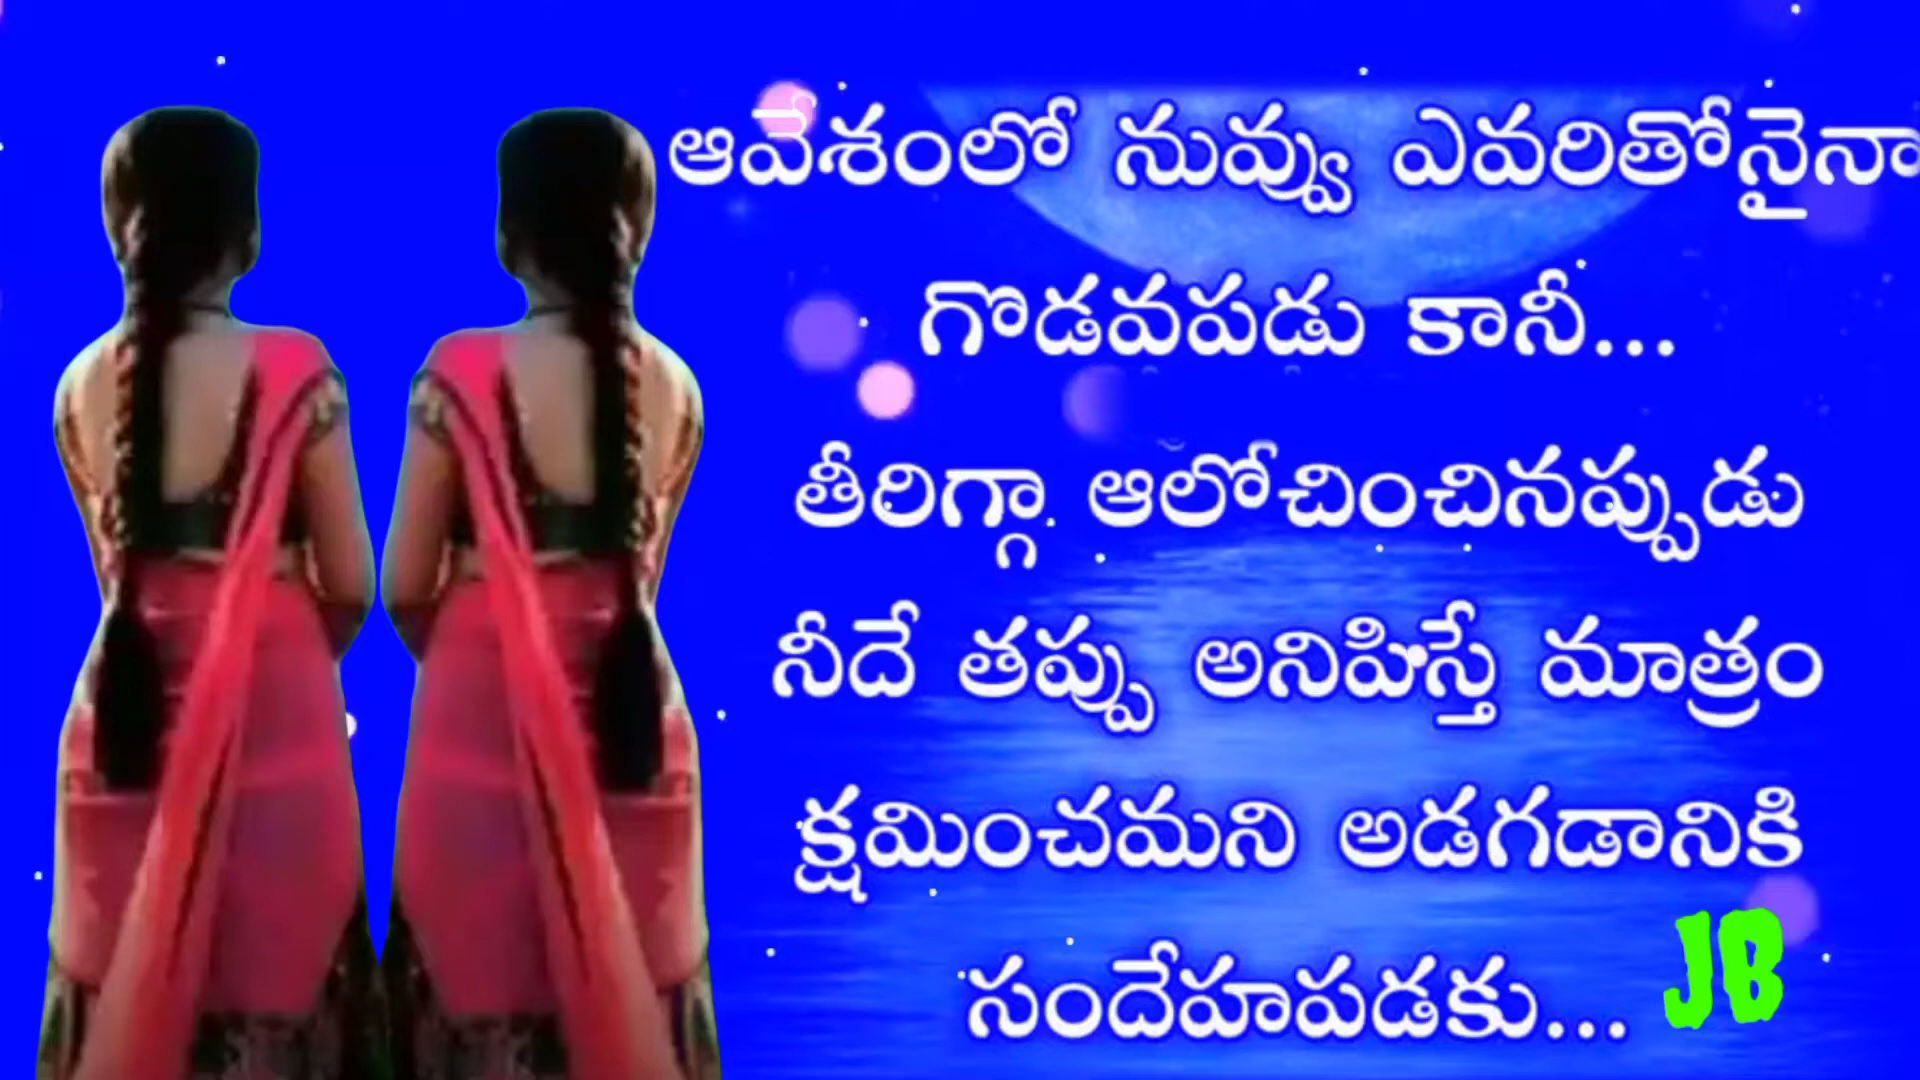 ఆవేశంలో నువ్వు ఎవరితోనైనా
గొడవపడు కానీ...
తీరిగ్గా ఆలోచించినప్పుడు
నీదే తప్పు అనిపిస్తే మాత్రం
క్షమించమని అడగడానికి
సందేహపడకు...
JB